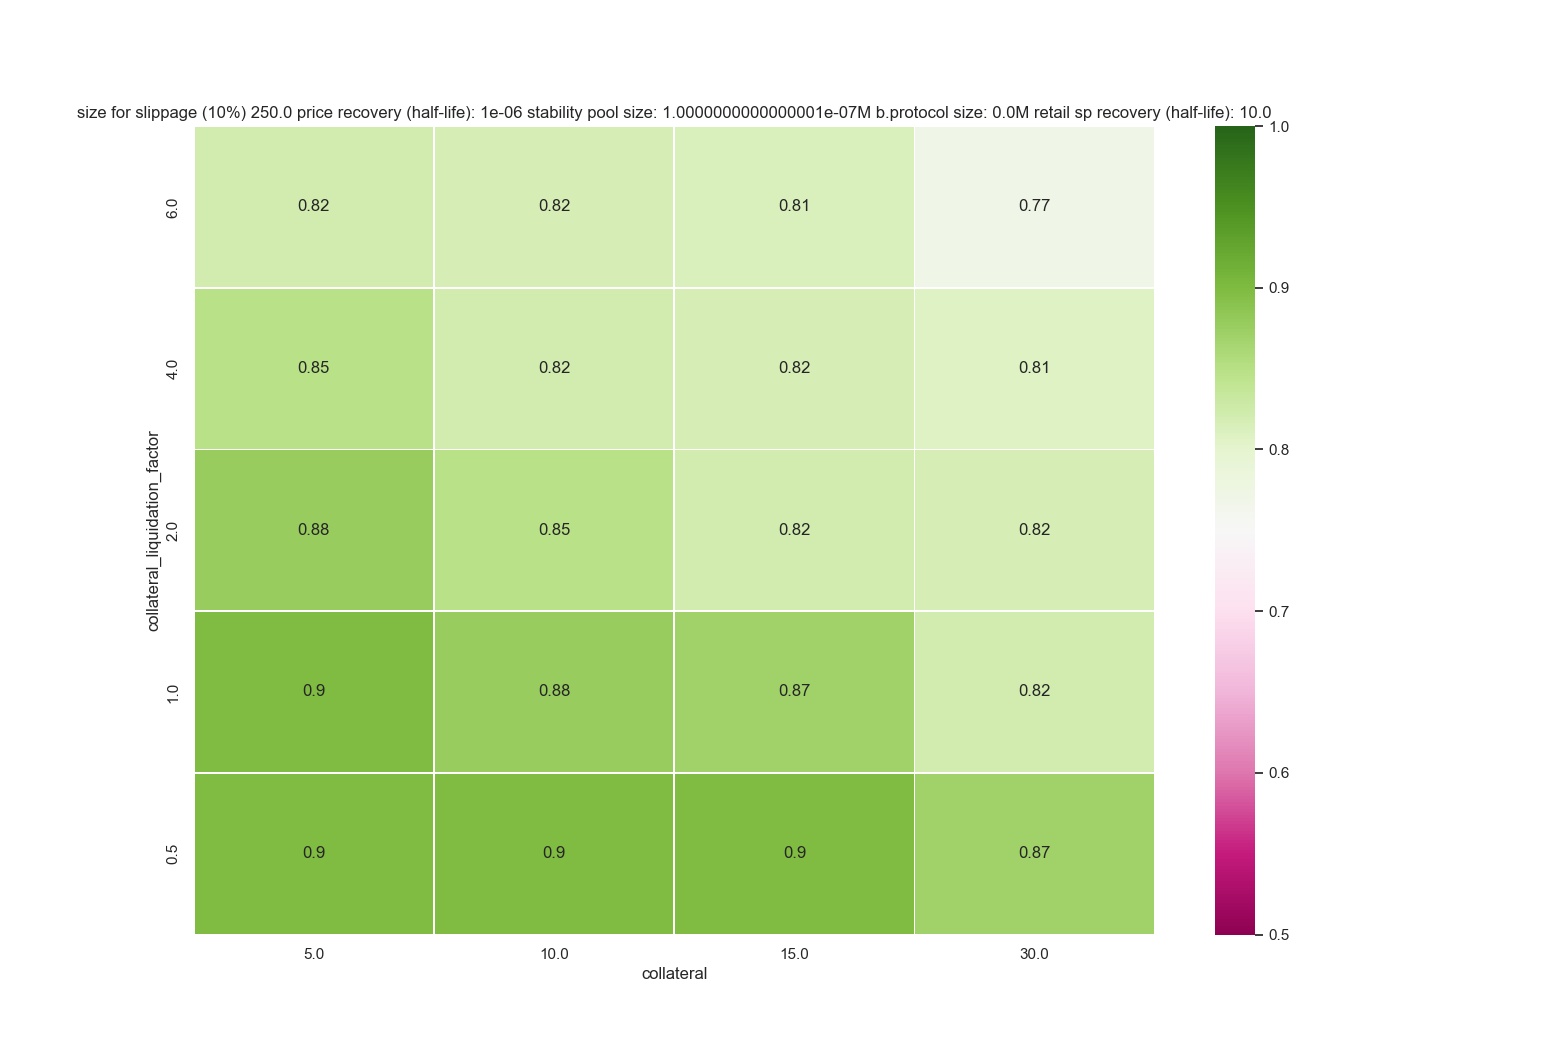 size for slippage (10%) 250.0 price recovery (half-life): 1e-06 stability pool size: 1.0000000000000001e-07M b.protocol size: 0.0M retail sp recovery (half-life): 10.0
6.0 0.82 0.82 0.81 0.77
4.0 0.85 0.82 0.82 0.81
2.0 0.88 0.85 0.82 0.82
1.0 0.9 0.88 0.87 0.82
0.5 0.9 0.9 0.9 0.87
collateral_liquidation_factor
5.0 10.0 15.0 30.0
collateral
1.0
0.9
0.8
0.7
0.6
0.5